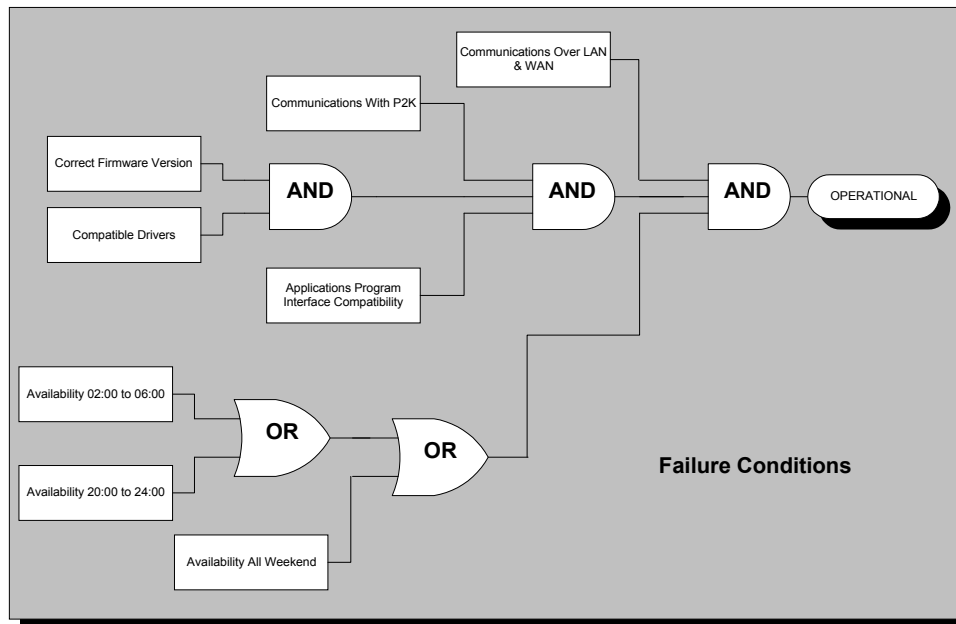 Communications Over LAN
& WAN
Communications With P2K
Correct Firmware Version
AND
AND
AND
OPERATIONAL
Compatible Drivers
Applications Program
Interface Compatibility
Availability 02:00 to 06:00
OR
OR
Failure Conditions
Availability 20:00 to 24:00
Availability All Weekend